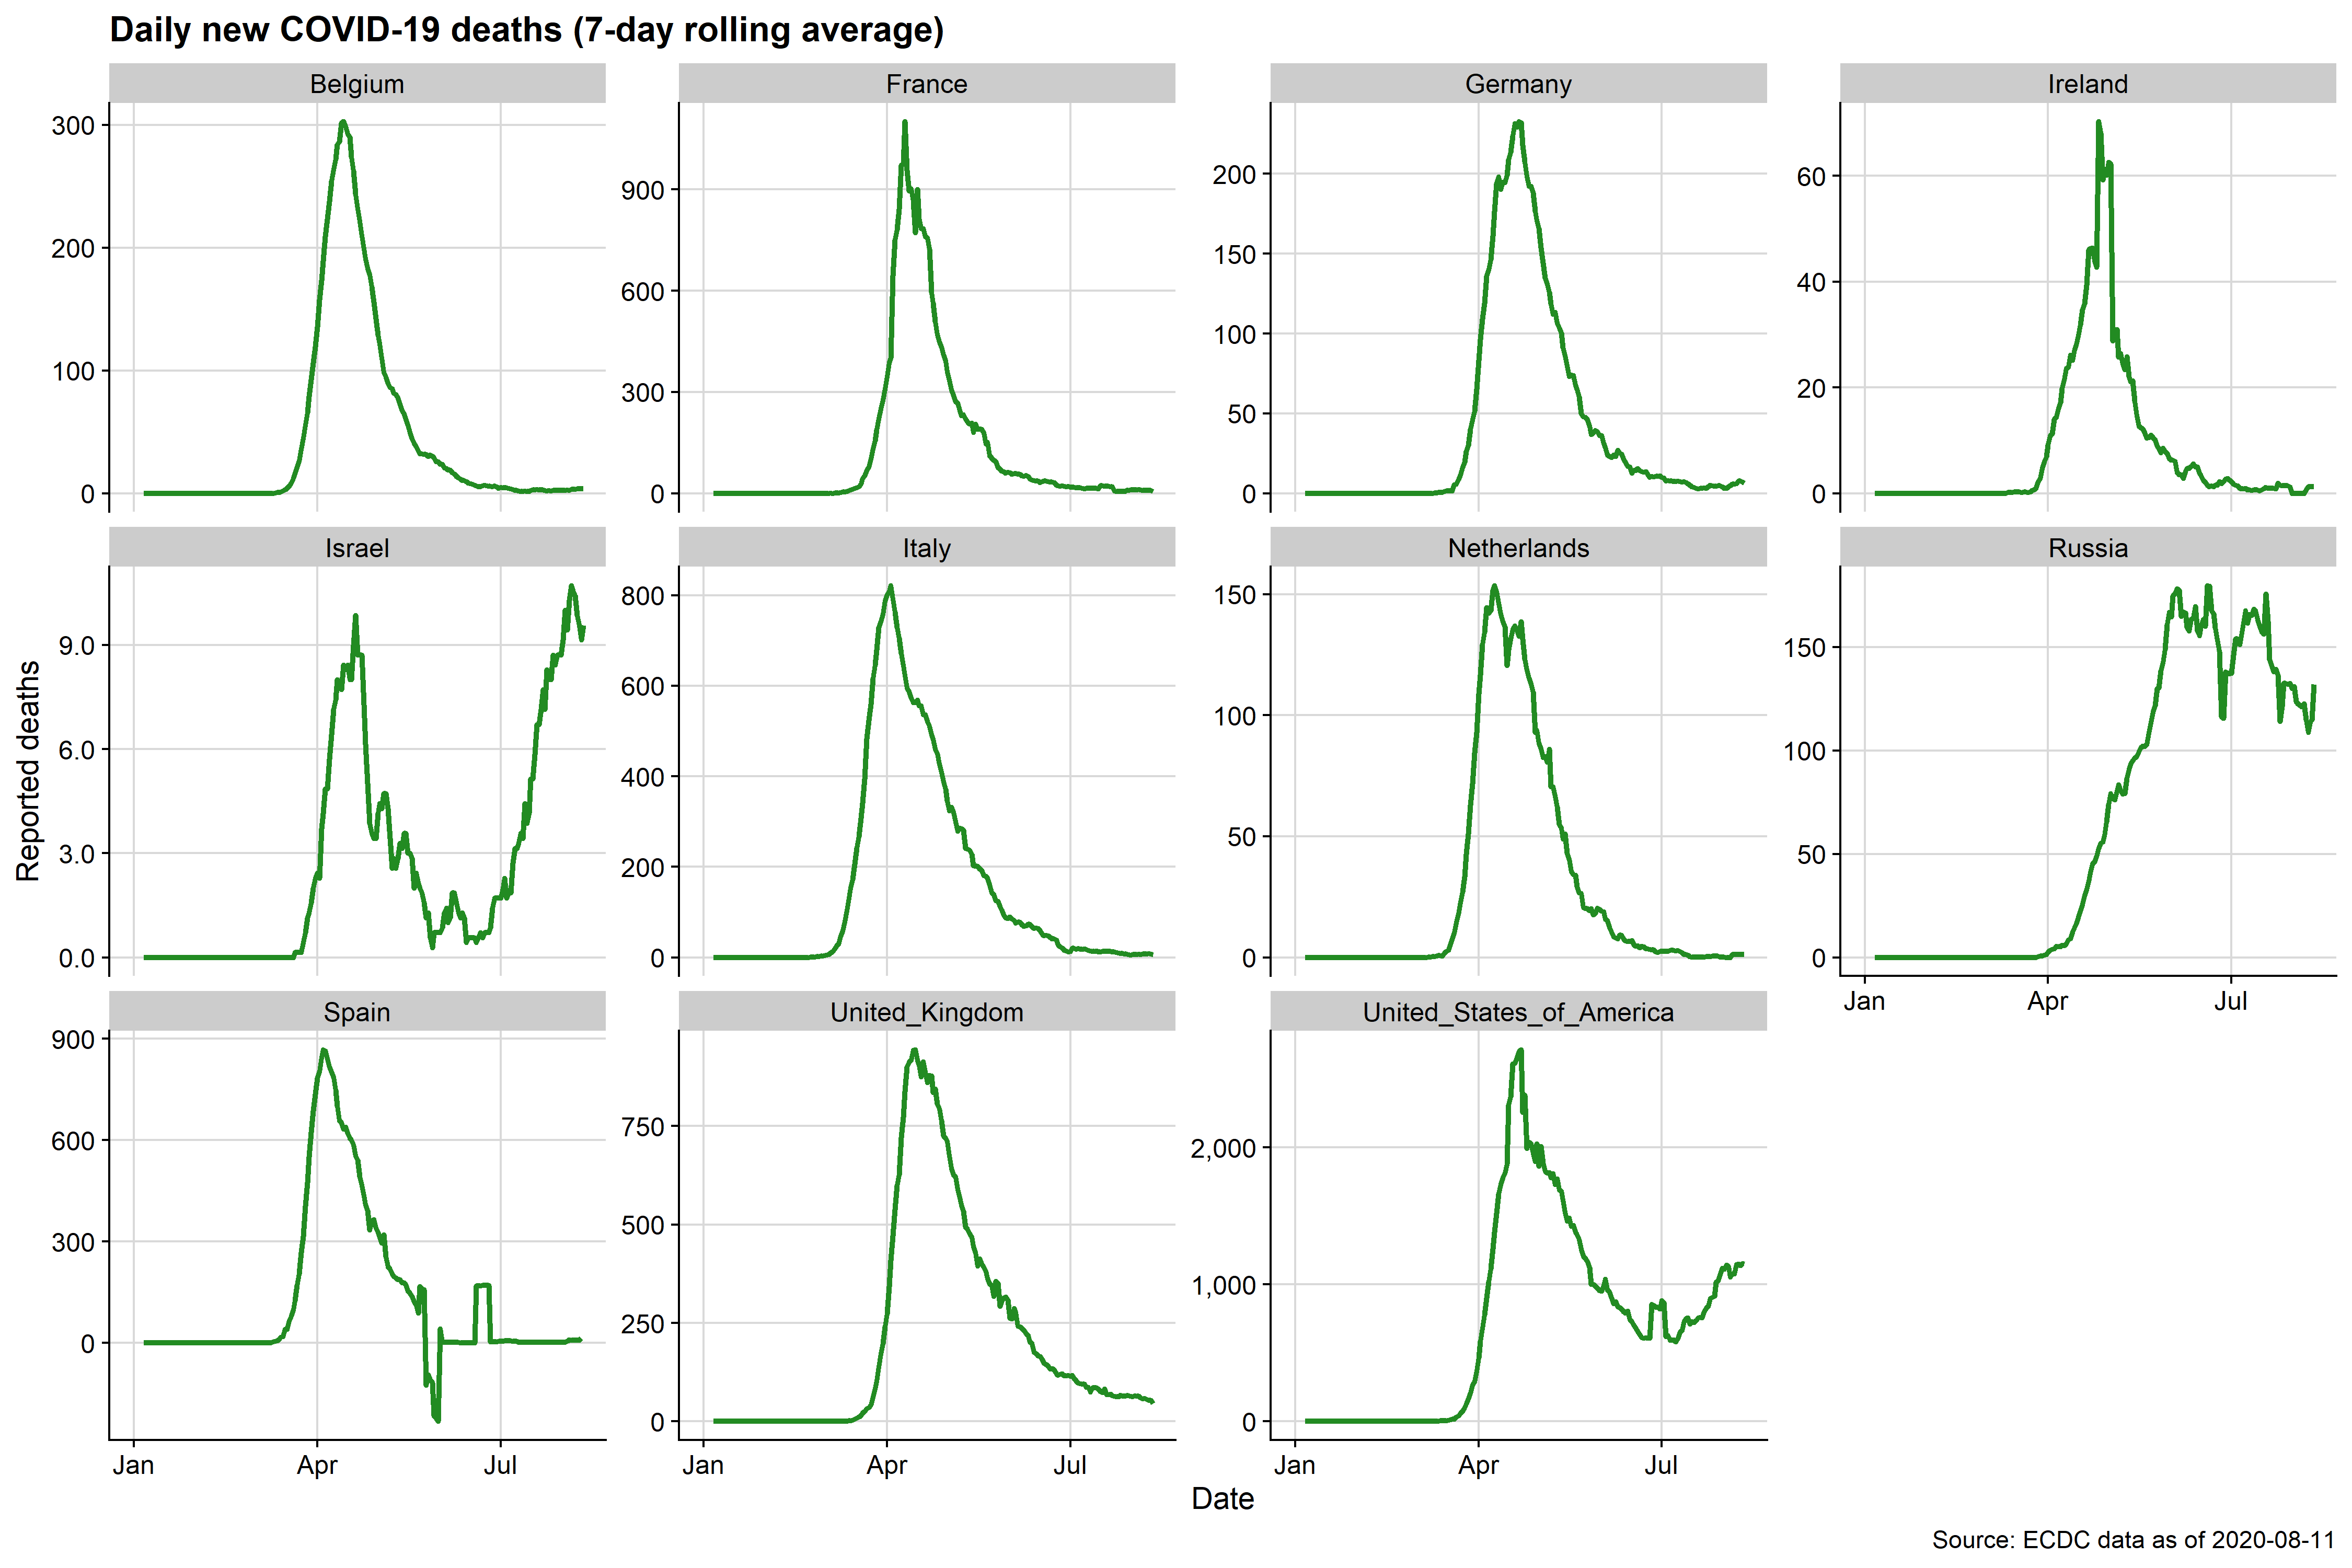 Daily new COVID-19 deaths (7-day rolling average)
Belgium
France
Germany
Ireland
300
200
100
0
900
600
300
0
200
150
100
50
0
60
40
20
0
Israel
Italy
Netherlands
Russia
9.0
6.0
3.0
0.0
800
600
400
200
0
150
100
50
0
150
100
50
0
Jan Apr Jul
Reported deaths
Spain
United_Kingdom
United_States_of_America
900
600
300
0
750
500
250
0
2,000
1,000
0
Jan Apr Jul
Jan Apr Jul
Jan Apr Jul
Date
Source: ECDC data as of 2020-08-11